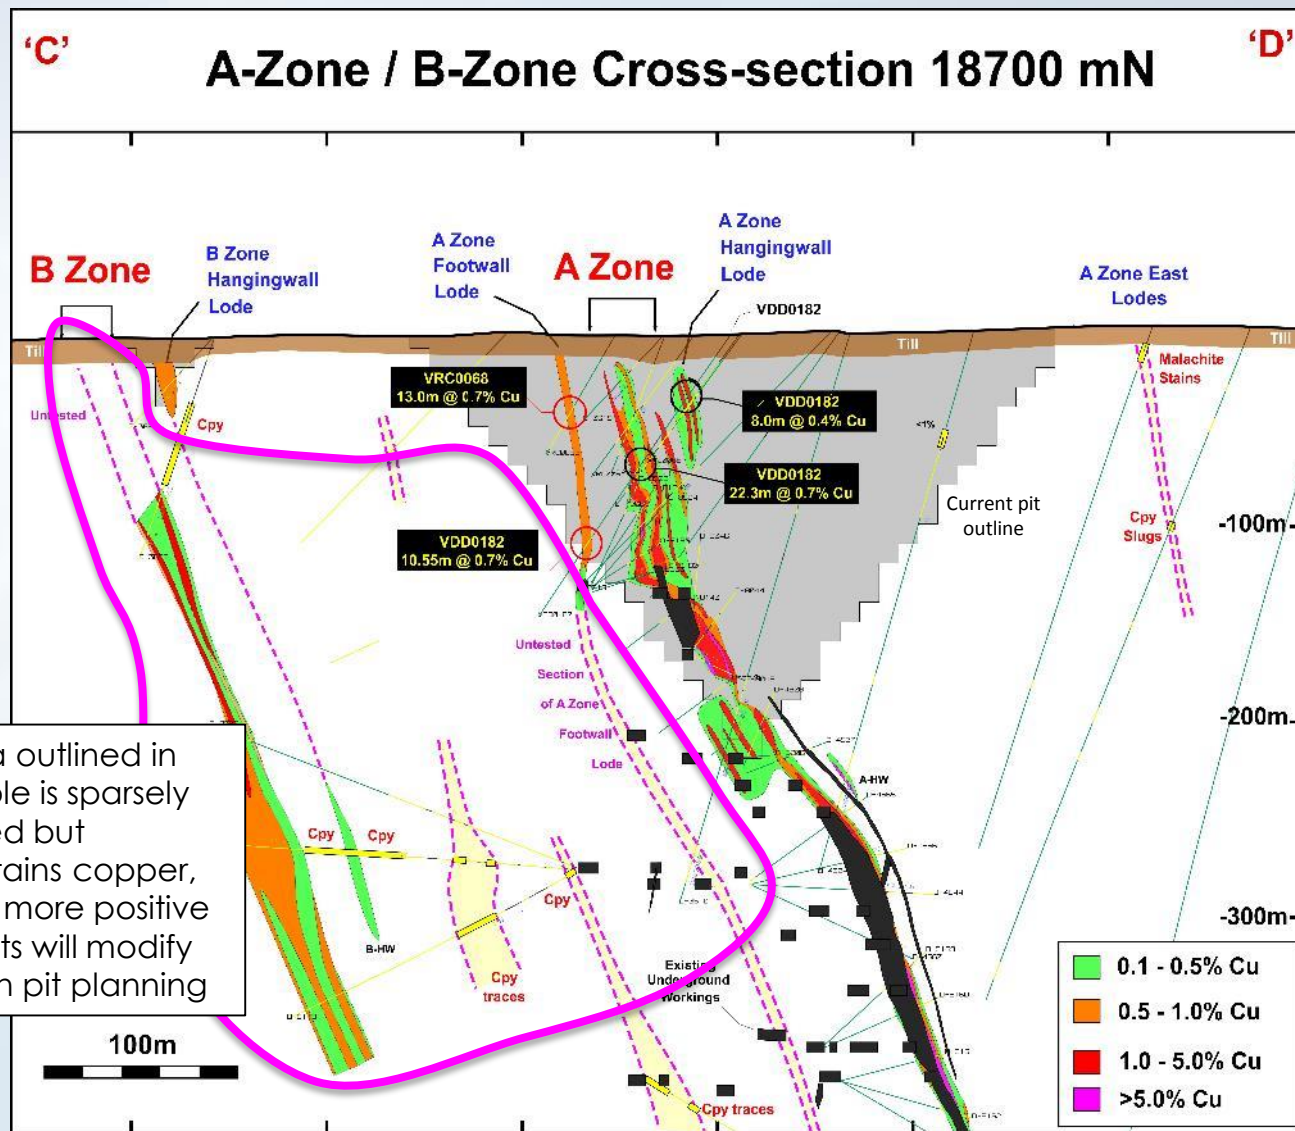 'C'
'D'
A-Zone / B-Zone Cross-section 18700 mN
B Zone
B Zone
Hangingwall
Lode
A Zone
Footwall
Lode
A Zone
A Zone
Hangingwall
Lode
VDD0182
A Zone East
Lodes
Till
Till
Till
Untested
Cpy
VRC0068
13.0m @ 0.7% Cu
VDD0182
8.0m @ 0.4% Cu
VDD0182
22.3m @ 0.7% Cu
VDD0182
10.55m @ 0.7% Cu
<1%
Current pit
outline
Malachite
Stains
Cpy
Slugs
-100m
-200m
-300m
Untested
Section
of A Zone
Footwall
Lode
A-HW
a outlined in
ole is sparsely
ed but
tains copper,
more positive
ts will modify
n pit planning
Cpy
Cpy
Cpy
B-HW
Cpy
traces
Existing
Underground
Workings
Cpy traces
100m
0.1 - 0.5% Cu
0.5 - 1.0% Cu
1.0 - 5.0% Cu
>5.0% Cu